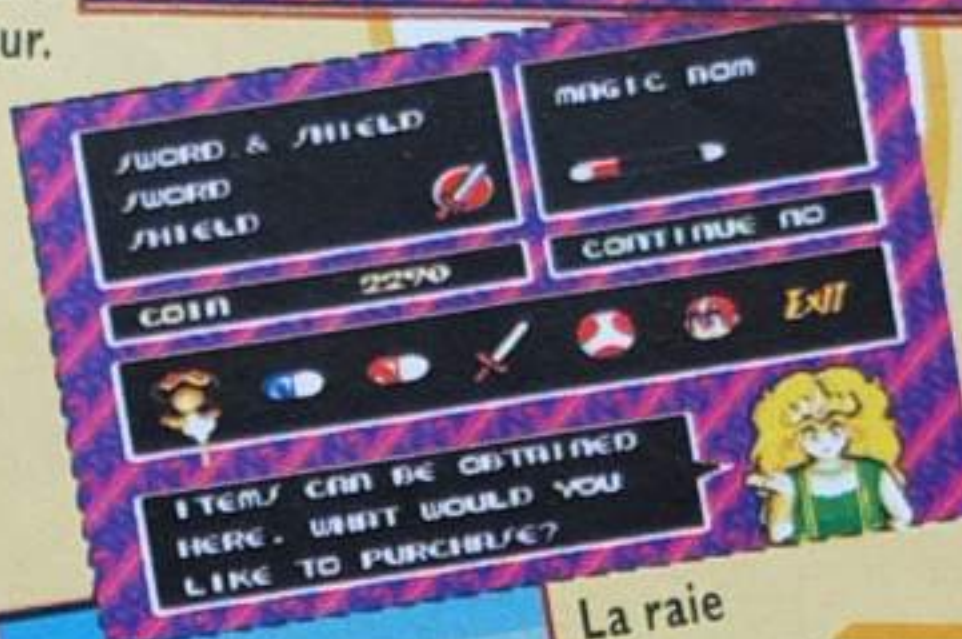 ur.
SWORD & SHIELD
SWORD
SHIELD
MAGIC NOM
COIN 2290
CONTINUE NO
EXIT
ITEMS CAN BE OBTAINED
HERE. WHAT WOULD YOU
LIKE TO PURCHASE?
La raie